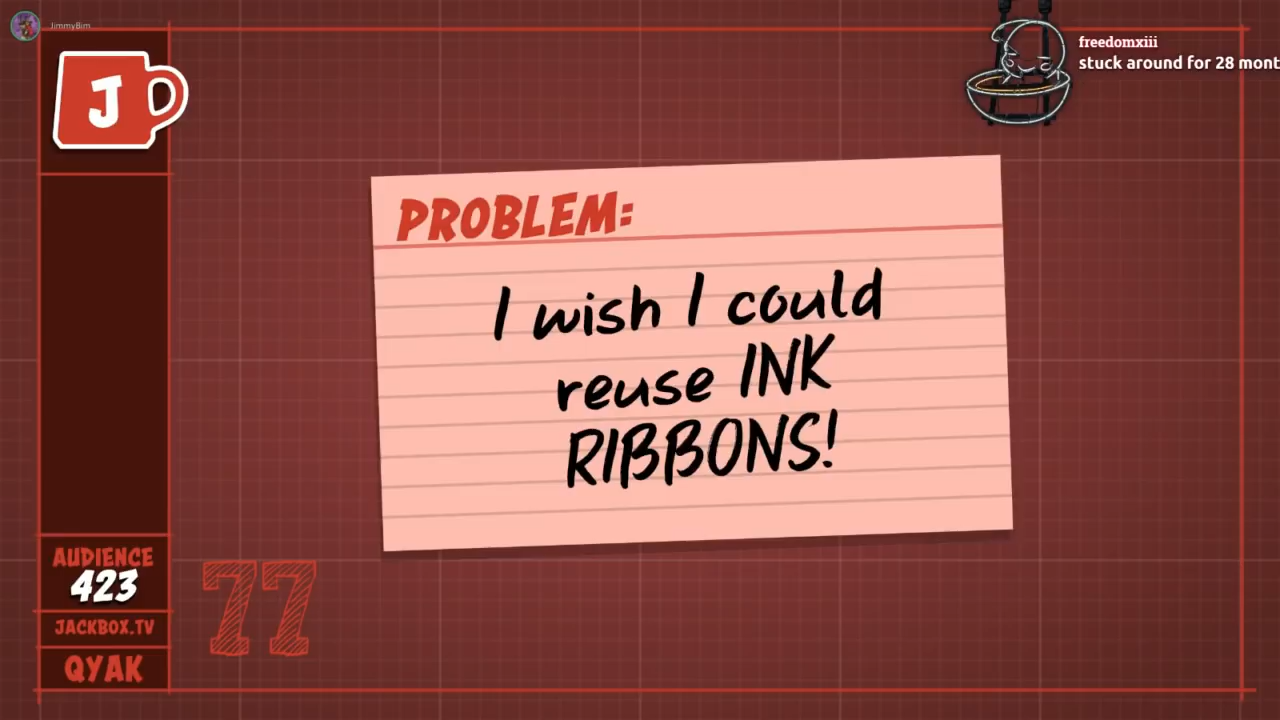 JimmyBim
freedomxiii
stuck around for 28 mont
J
PROBLEM:
I wish I could
reuse INK
RIBBONS!
AUDIENCE
423
JACKBOX.TV
QYAK
77